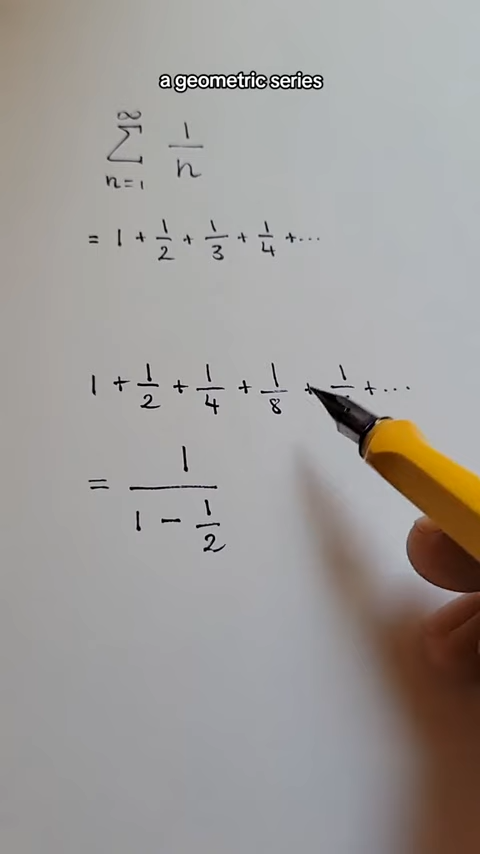 a geometric series
∞
∑ 1/n
n=1
= 1 + 1/2 + 1/3 + 1/4 + ...
1 + 1/2 + 1/4 + 1/8 + 1/ + ...
= 1/(1 - 1/2)